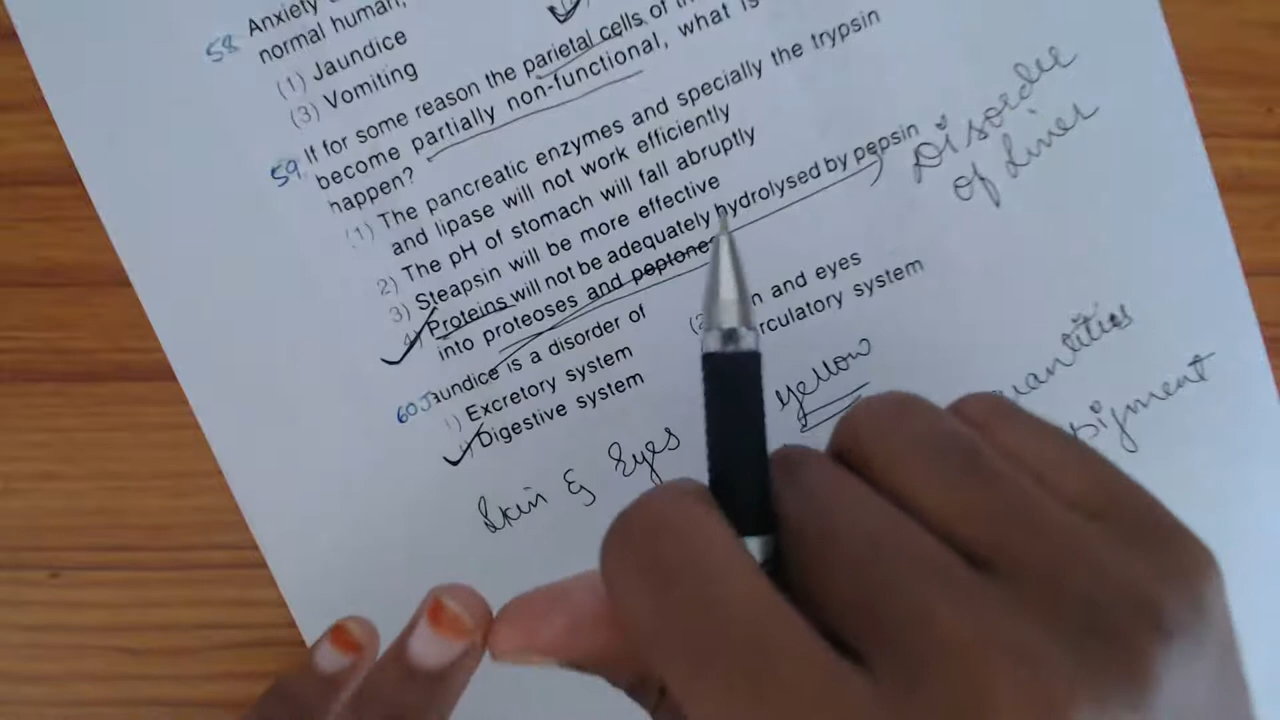 58 Anxiety
normal human,
(1) Jaundice
(3) Vomiting
59. If for some reason the parietal cells of
become partially non-functional, what is
happen?
(1) The pancreatic enzymes and specially the trypsin
and lipase will not work efficiently
2) The pH of stomach will fall abruptly
3) Steapsin will be more effective
4) Proteins will not be adequately hydrolysed by pepsin
into proteoses and peptones
60 Jaundice is a disorder of
1) Excretory system
and eyes
Digestive system
circulatory system
Disorder
of Liver
Skin & Eyes
Yellow
quantities
pigment